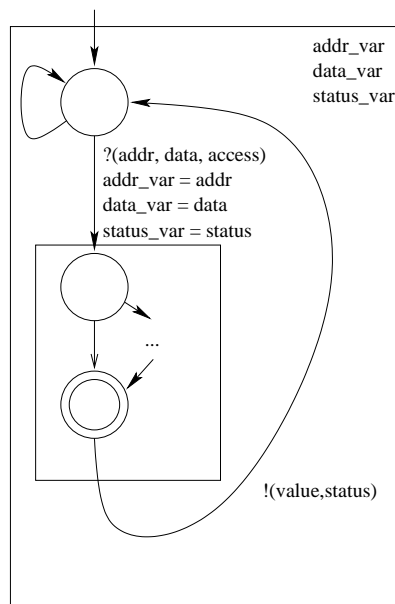 addr_var
data_var
status_var
?(addr, data, access)
addr_var = addr
data_var = data
status_var = status
...
!(value,status)